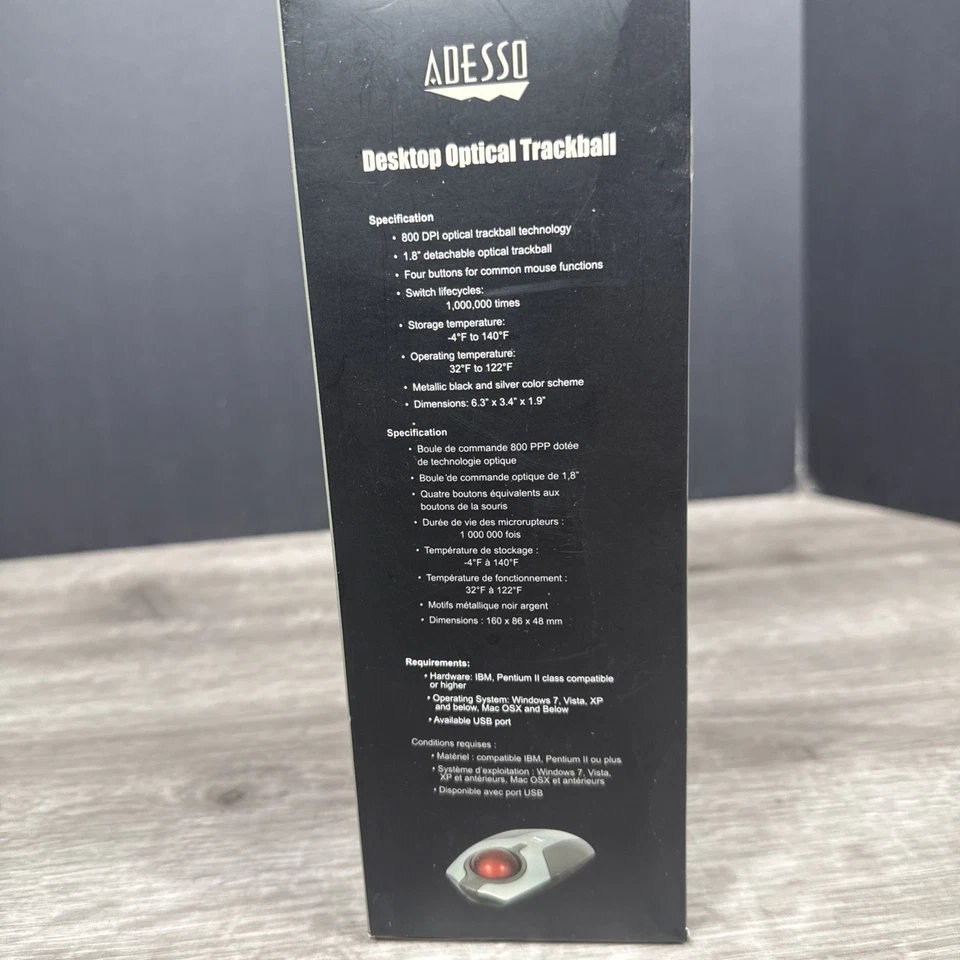 ADESSO
Desktop Optical Trackball
Specification
• 800 DPI optical trackball technology
• 1.8" detachable optical trackball
• Four buttons for common mouse functions
• Switch lifecycles:
1,000,000 times
• Storage temperature:
-4°F to 140°F
• Operating temperature:
32°F to 122°F
• Metallic black and silver color scheme
• Dimensions: 6.3" x 3.4" x 1.9"
•
Specification
• Boule de commande 800 PPP dotée
de technologie optique
• Boule de commande optique de 1,8"
• Quatre boutons équivalents aux
boutons de la souris
• Durée de vie des microrupteurs :
1 000 000 fois
• Température de stockage :
-4°F à 140°F
• Température de fonctionnement :
32°F à 122°F
• Motifs métallique noir argent
• Dimensions : 160 x 86 x 48 mm
Requirements:
• Hardware: IBM, Pentium II class compatible
or higher
• Operating System: Windows 7, Vista, XP
and below, Mac OSX and Below
• Available USB port
Conditions requises :
• Matériel : compatible IBM, Pentium II ou plus
• Système d'exploitation : Windows 7, Vista,
XP et antérieurs, Mac OSX et antérieurs
• Disponible avec port USB